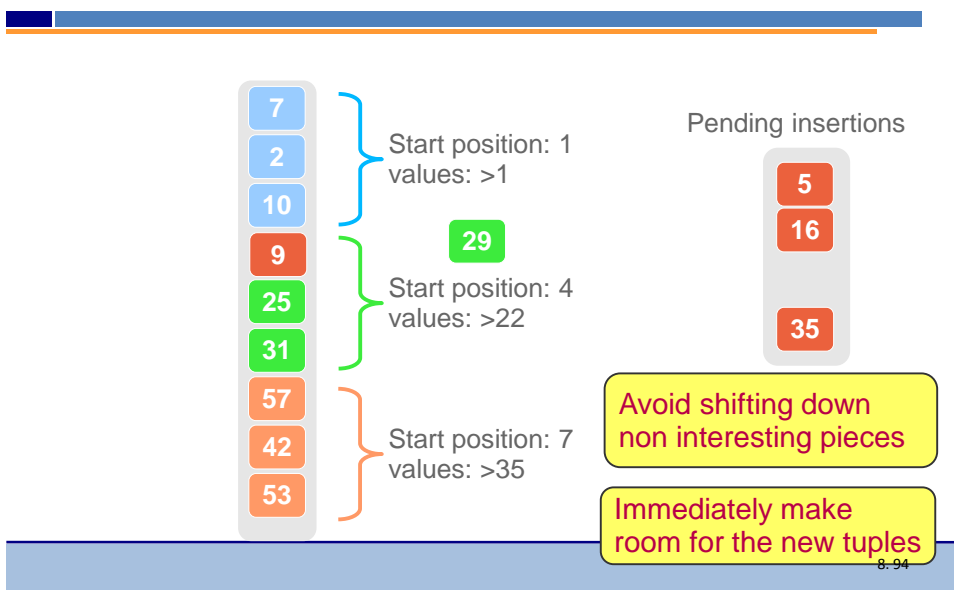 7
2
10
9
25
31
57
42
53
Start position: 1
values: >1
29
Start position: 4
values: >22
Start position: 7
values: >35
Pending insertions
5
16
35
Avoid shifting down
non interesting pieces
Immediately make
room for the new tuples
8. 94